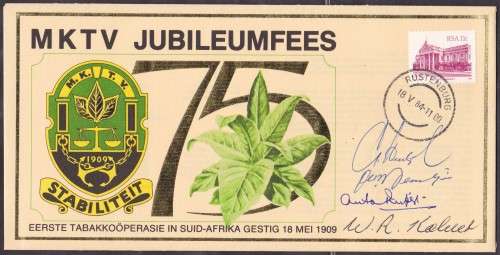 MKTV JUBILEUMFEES
RSA 12c
RUSTENBURG
18 V 84-11 00
M.K.T.V.
75
1909
STABILITEIT
EERSTE TABAKKOÖPERASIE IN SUID-AFRIKA GESTIG 18 MEI 1909